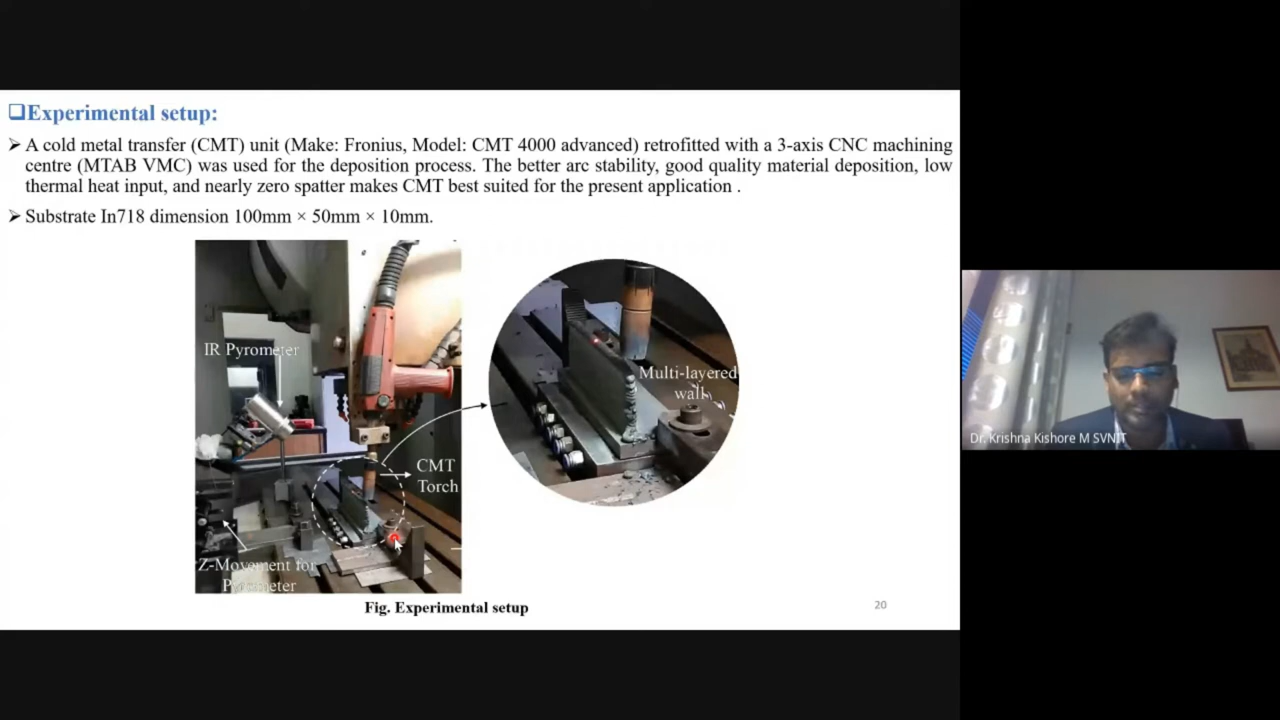 ❑Experimental setup:
➤ A cold metal transfer (CMT) unit (Make: Fronius, Model: CMT 4000 advanced) retrofitted with a 3-axis CNC machining
centre (MTAB VMC) was used for the deposition process. The better arc stability, good quality material deposition, low
thermal heat input, and nearly zero spatter makes CMT best suited for the present application .
➤ Substrate In718 dimension 100mm × 50mm × 10mm.
IR Pyrometer
Multi-layered
wall
CMT
Torch
Z-Movement for
Pyrometer
Fig. Experimental setup
20
Dr. Krishna Kishore M SVNIT